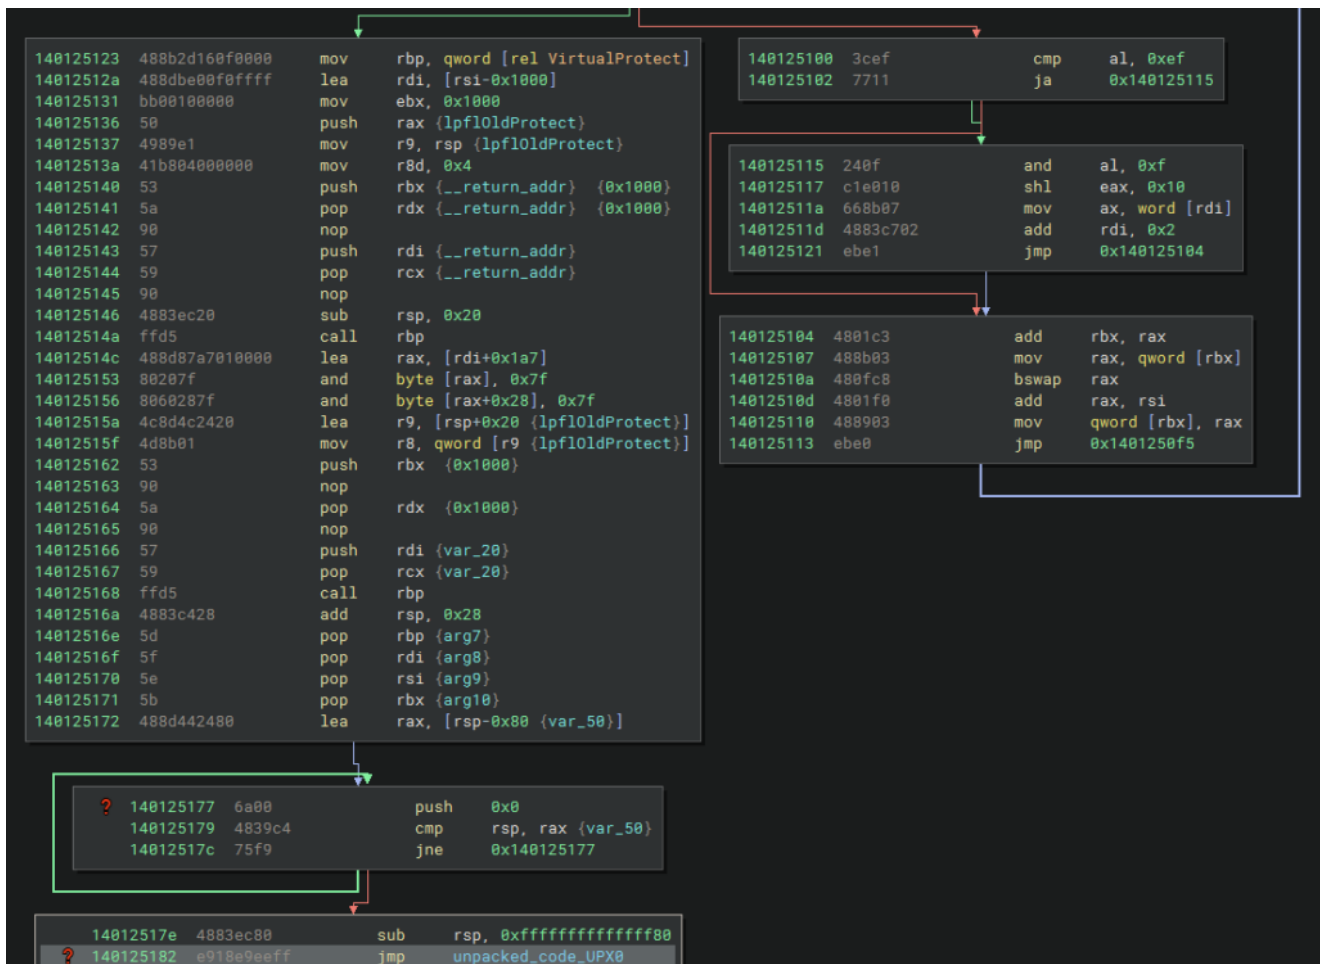 140125123 488b2d160f0000 mov rbp, qword [rel VirtualProtect]
14012512a 488dbe00f0ffff lea rdi, [rsi-0x1000]
140125131 bb00100000 mov ebx, 0x1000
140125136 50 push rax {lpflOldProtect}
140125137 4989e1 mov r9, rsp {lpflOldProtect}
14012513a 41b804000000 mov r8d, 0x4
140125140 53 push rbx {__return_addr} {0x1000}
140125141 5a pop rdx {__return_addr} {0x1000}
140125142 90 nop
140125143 57 push rdi {__return_addr}
140125144 59 pop rcx {__return_addr}
140125145 90 nop
140125146 4883ec20 sub rsp, 0x20
14012514a ffd5 call rbp
14012514c 488d87a7010000 lea rax, [rdi+0x1a7]
140125153 80207f and byte [rax], 0x7f
140125156 8060287f and byte [rax+0x28], 0x7f
14012515a 4c8d4c2420 lea r9, [rsp+0x20 {lpflOldProtect}]
14012515f 4d8b01 mov r8, qword [r9 {lpflOldProtect}]
140125162 53 push rbx {0x1000}
140125163 90 nop
140125164 5a pop rdx {0x1000}
140125165 90 nop
140125166 57 push rdi {var_20}
140125167 59 pop rcx {var_20}
140125168 ffd5 call rbp
14012516a 4883c428 add rsp, 0x28
14012516e 5d pop rbp {arg7}
14012516f 5f pop rdi {arg8}
140125170 5e pop rsi {arg9}
140125171 5b pop rbx {arg10}
140125172 488d442480 lea rax, [rsp-0x80 {var_50}]
? 140125177 6a00 push 0x0
140125179 4839c4 cmp rsp, rax {var_50}
14012517c 75f9 jne 0x140125177
14012517e 4883ec80 sub rsp, 0xffffffffffffff80
? 140125182 e918e9eeff jmp unpacked_code_UPX0
140125100 3cef cmp al, 0xef
140125102 7711 ja 0x140125115
140125115 240f and al, 0xf
140125117 c1e010 shl eax, 0x10
14012511a 668b07 mov ax, word [rdi]
14012511d 4883c702 add rdi, 0x2
140125121 ebe1 jmp 0x140125104
140125104 4801c3 add rbx, rax
140125107 488b03 mov rax, qword [rbx]
14012510a 480fc8 bswap rax
14012510d 4801f0 add rax, rsi
140125110 488903 mov qword [rbx], rax
140125113 ebe0 jmp 0x1401250f5